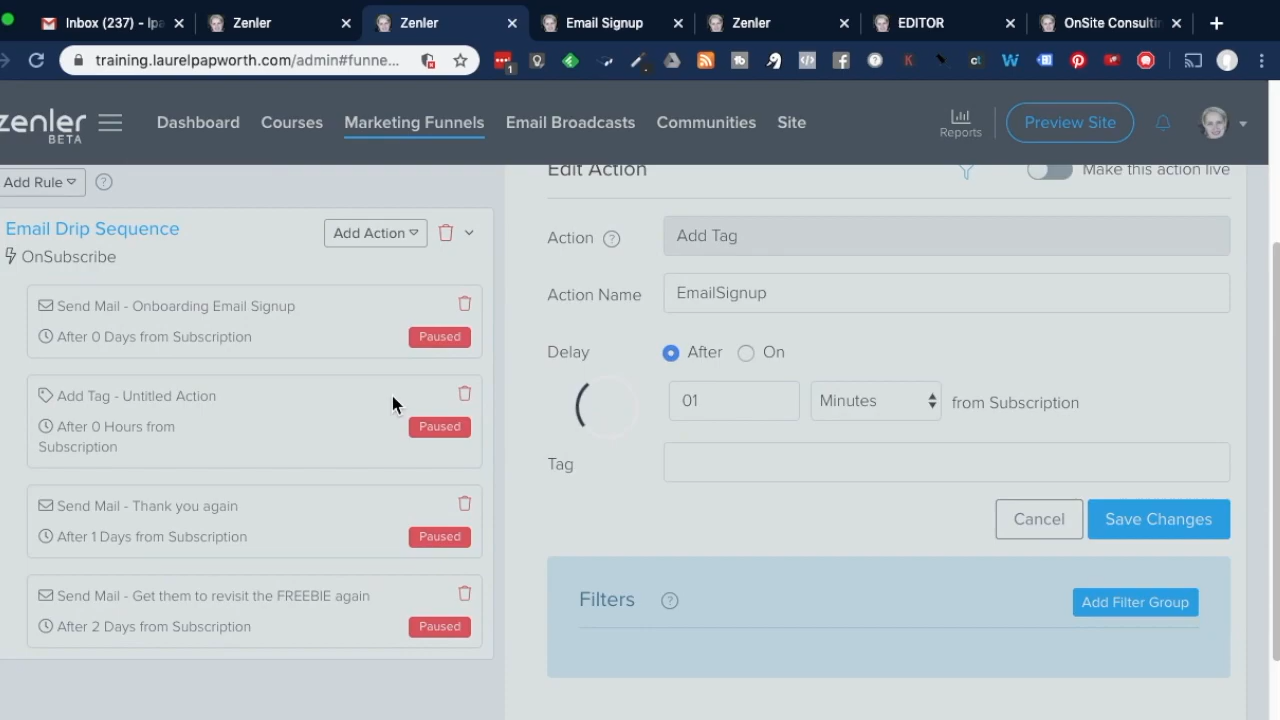 Inbox (237) - lpa
Zenler
Zenler
Email Signup
Zenler
EDITOR
OnSite Consultin
training.laurelpapworth.com/admin#funne...
1
zenler
BETA
Dashboard
Courses
Marketing Funnels
Email Broadcasts
Communities
Site
Reports
Preview Site
Add Rule
?
Email Drip Sequence
Add Action
OnSubscribe
Send Mail - Onboarding Email Signup
After 0 Days from Subscription
Paused
Add Tag - Untitled Action
After 0 Hours from
Subscription
Paused
Send Mail - Thank you again
After 1 Days from Subscription
Paused
Send Mail - Get them to revisit the FREEBIE again
After 2 Days from Subscription
Paused
Edit Action
Make this action live
Action ?
Add Tag
Action Name
EmailSignup
Delay
After
On
01
Minutes
from Subscription
Tag
Cancel
Save Changes
Filters ?
Add Filter Group